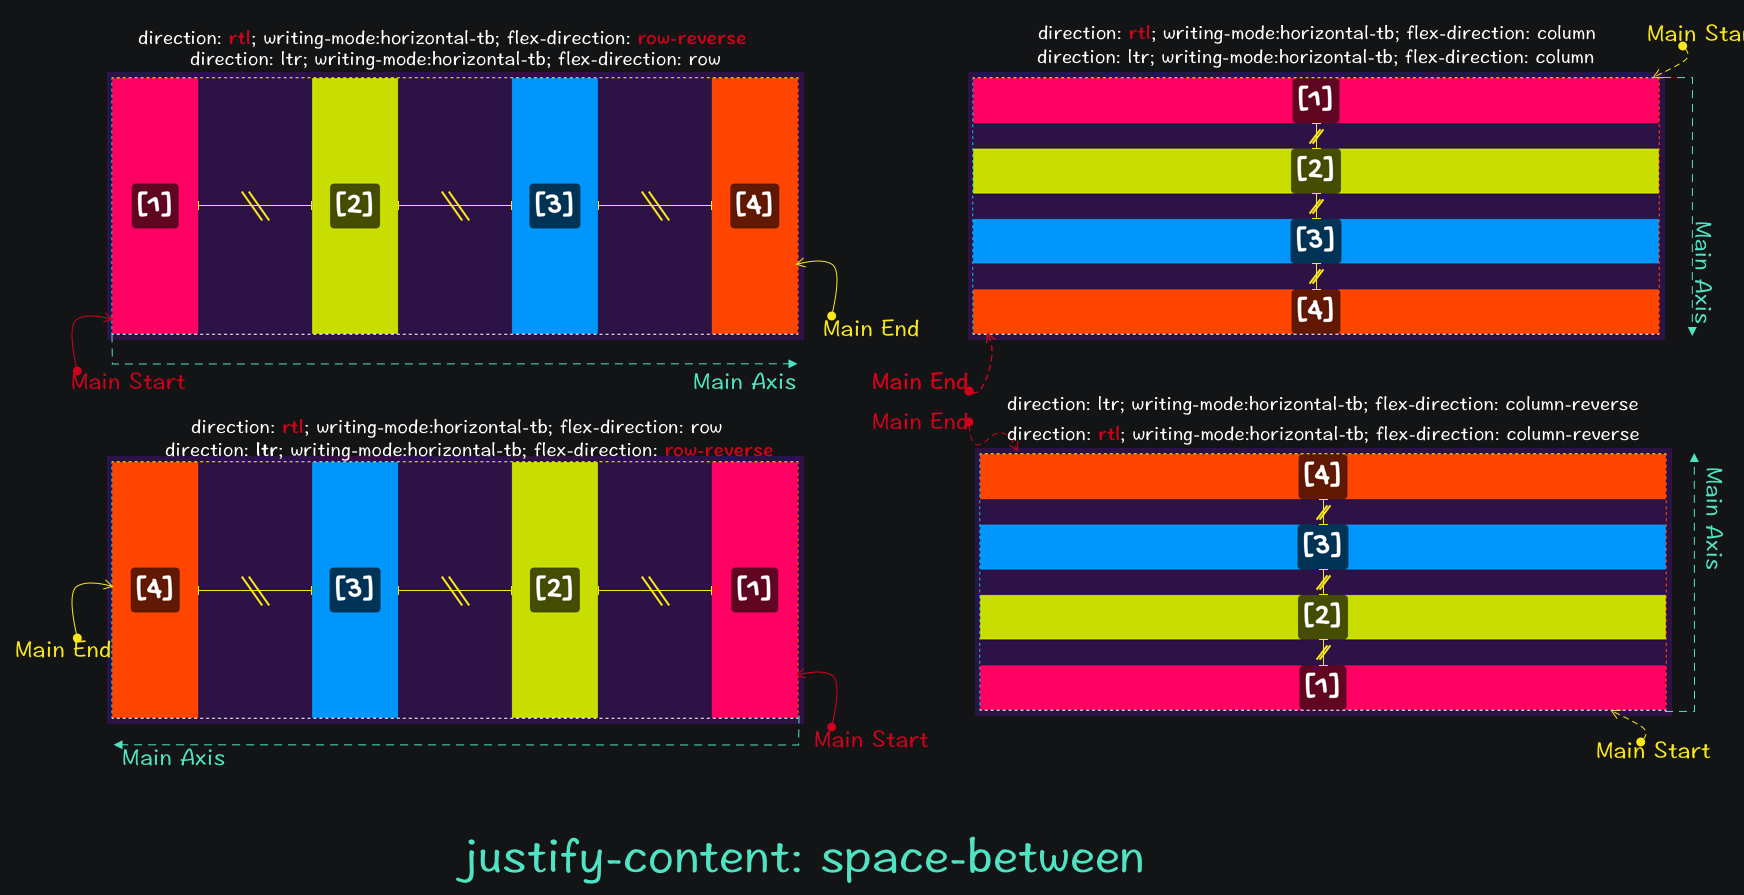 direction: rtl; writing-mode:horizontal-tb; flex-direction: row-reverse
direction: ltr; writing-mode:horizontal-tb; flex-direction: row
[1]
[2]
[3]
[4]
Main End
Main Start
Main Axis
direction: rtl; writing-mode:horizontal-tb; flex-direction: column
direction: ltr; writing-mode:horizontal-tb; flex-direction: column
Main Star
[1]
[2]
[3]
[4]
Main Axis
Main End
direction: rtl; writing-mode:horizontal-tb; flex-direction: row
direction: ltr; writing-mode:horizontal-tb; flex-direction: row-reverse
[4]
[3]
[2]
[1]
Main End
Main Start
Main Axis
Main End
direction: ltr; writing-mode:horizontal-tb; flex-direction: column-reverse
direction: rtl; writing-mode:horizontal-tb; flex-direction: column-reverse
[4]
[3]
[2]
[1]
Main Axis
Main Start
justify-content: space-between